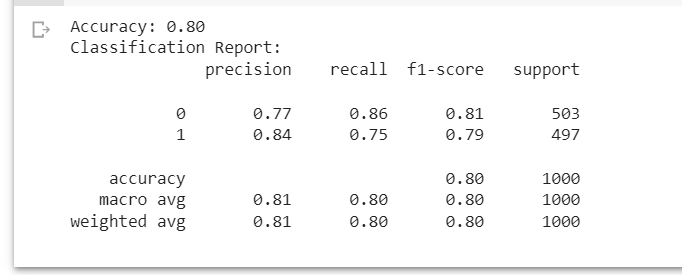 Accuracy: 0.80
Classification Report:
precision recall f1-score support
0 0.77 0.86 0.81 503
1 0.84 0.75 0.79 497
accuracy 0.80 1000
macro avg 0.81 0.80 0.80 1000
weighted avg 0.81 0.80 0.80 1000